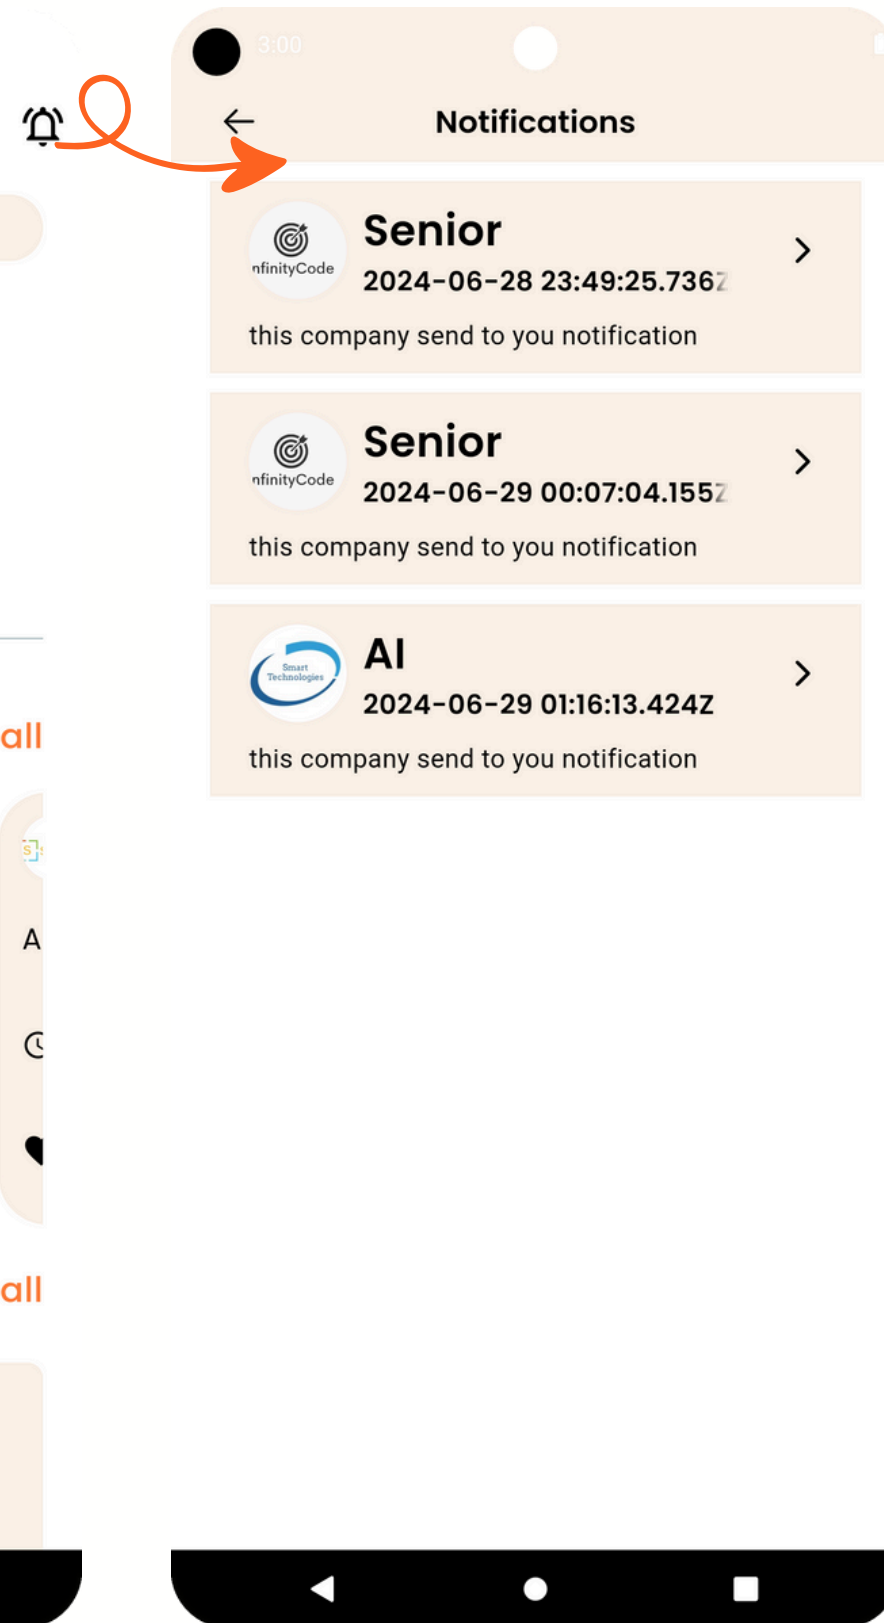 3:00
Notifications
Senior
nfinityCode
2024-06-28 23:49:25.736Z
this company send to you notification
Senior
nfinityCode
2024-06-29 00:07:04.155Z
this company send to you notification
AI
Smart
Technologies
2024-06-29 01:16:13.424Z
this company send to you notification
all
A
all